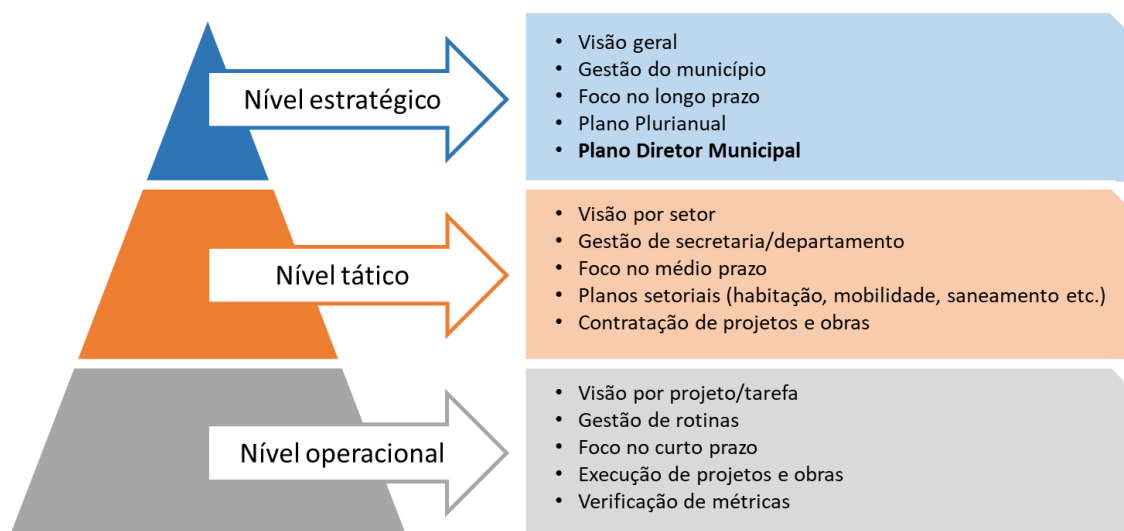 Nível estratégico
• Visão geral
• Gestão do município
• Foco no longo prazo
• Plano Plurianual
• Plano Diretor Municipal
Nível tático
• Visão por setor
• Gestão de secretaria/departamento
• Foco no médio prazo
• Planos setoriais (habitação, mobilidade, saneamento etc.)
• Contratação de projetos e obras
Nível operacional
• Visão por projeto/tarefa
• Gestão de rotinas
• Foco no curto prazo
• Execução de projetos e obras
• Verificação de métricas